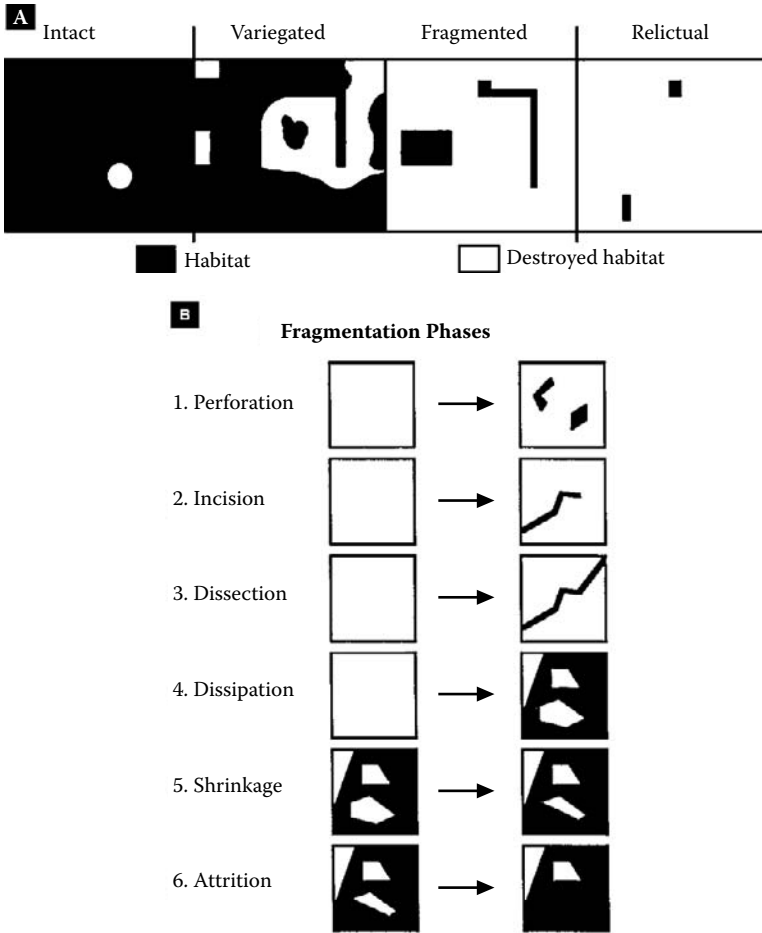 A
Intact Variegated Fragmented Relictual
Habitat Destroyed habitat
B
Fragmentation Phases
1. Perforation
2. Incision
3. Dissection
4. Dissipation
5. Shrinkage
6. Attrition